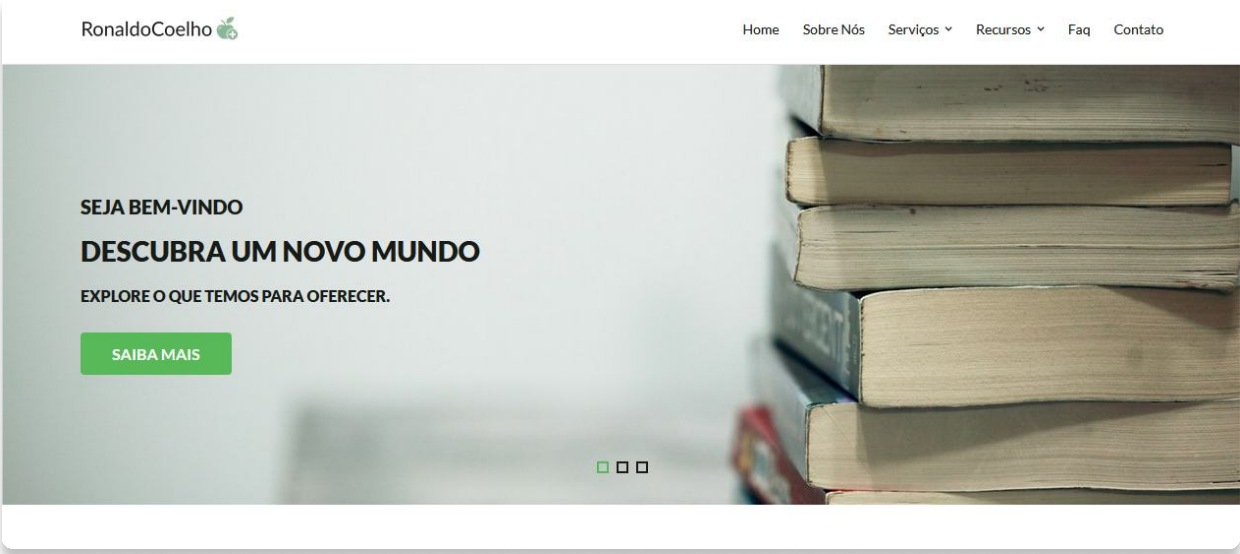 RonaldoCoelho
Home Sobre Nós Serviços Recursos Faq Contato
SEJA BEM-VINDO
DESCUBRA UM NOVO MUNDO
EXPLORE O QUE TEMOS PARA OFERECER.
SAIBA MAIS